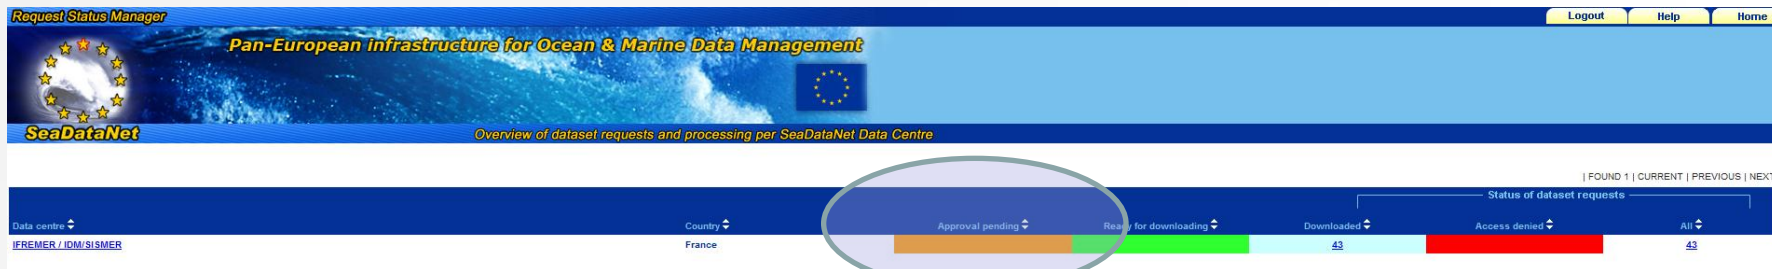 Request Status Manager
Logout Help Home
Pan-European infrastructure for Ocean & Marine Data Management
SeaDataNet
Overview of dataset requests and processing per SeaDataNet Data Centre
| FOUND 1 | CURRENT | PREVIOUS | NEXT
Status of dataset requests
Data centre Country Approval pending Ready for downloading Downloaded Access denied All
IFREMER / IDM/SISMER France 43 43